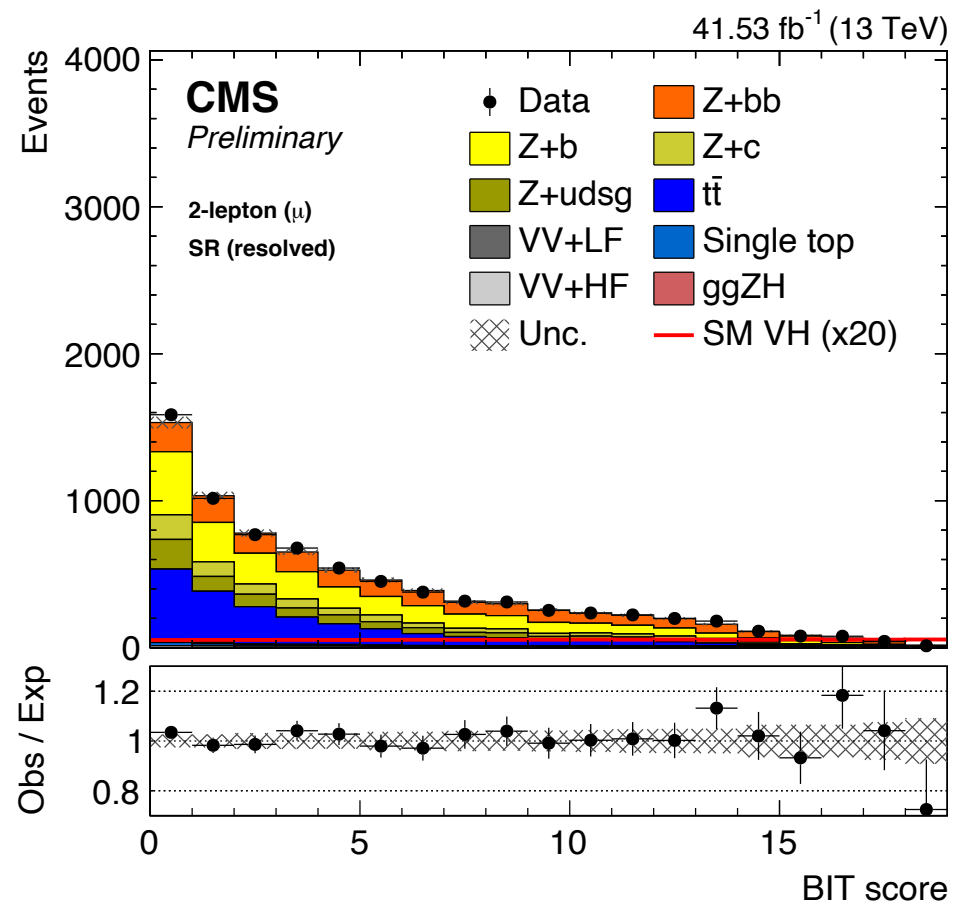 41.53 fb⁻¹ (13 TeV)
Events
4000
3000
2000
1000
0
CMS
Preliminary
2-lepton (μ)
SR (resolved)
Data
Z+bb
Z+b
Z+c
Z+udsg
tt̄
VV+LF
Single top
VV+HF
ggZH
Unc.
SM VH (x20)
Obs / Exp
1.2
1
0.8
0
5
10
15
BIT score